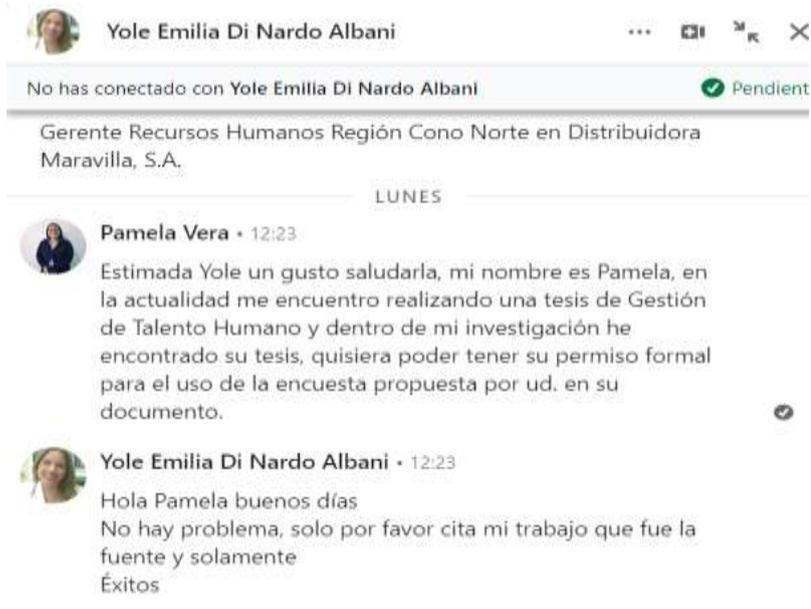 Yole Emilia Di Nardo Albani
No has conectado con Yole Emilia Di Nardo Albani
Pendient
Gerente Recursos Humanos Región Cono Norte en Distribuidora
Maravilla, S.A.
LUNES
Pamela Vera • 12:23
Estimada Yole un gusto saludarla, mi nombre es Pamela, en
la actualidad me encuentro realizando una tesis de Gestión
de Talento Humano y dentro de mi investigación he
encontrado su tesis, quisiera poder tener su permiso formal
para el uso de la encuesta propuesta por ud. en su
documento.
Yole Emilia Di Nardo Albani • 12:23
Hola Pamela buenos días
No hay problema, solo por favor cita mi trabajo que fue la
fuente y solamente
Éxitos